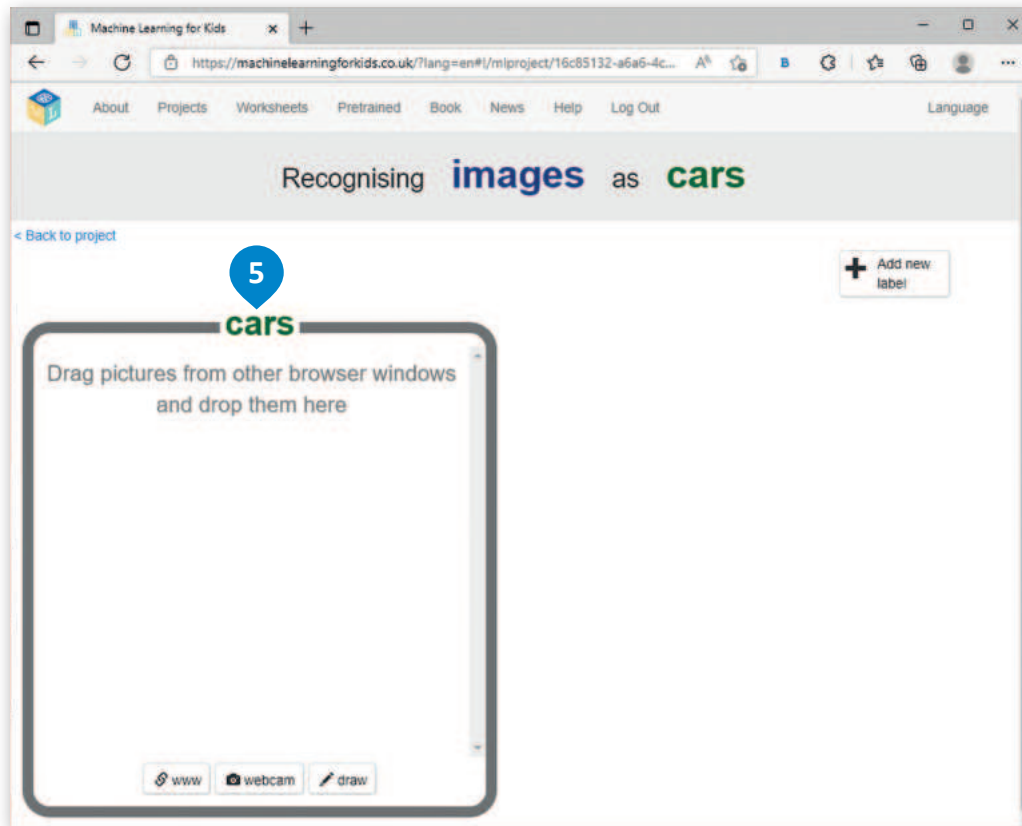 Machine Learning for Kids
https://machinelearningforkids.co.uk/?lang=en#!/mlproject/16c85132-a6a6-4c...
About Projects Worksheets Pretrained Book News Help Log Out Language
Recognising images as cars
< Back to project
Add new
label
5
cars
Drag pictures from other browser windows
and drop them here
www webcam draw